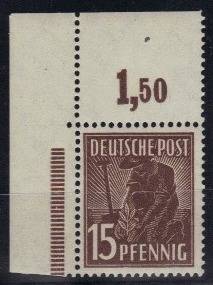 1,50
DEUTSCHE POST
15 PFENNIG